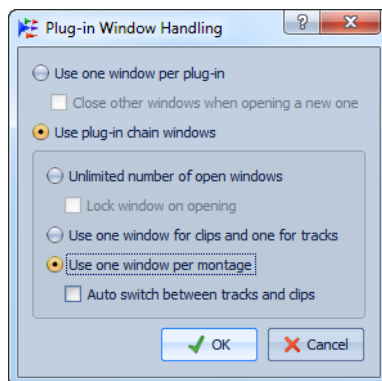 Plug-in Window Handling
Use one window per plug-in
Close other windows when opening a new one
Use plug-in chain windows
Unlimited number of open windows
Lock window on opening
Use one window for clips and one for tracks
Use one window per montage
Auto switch between tracks and clips
OK
Cancel